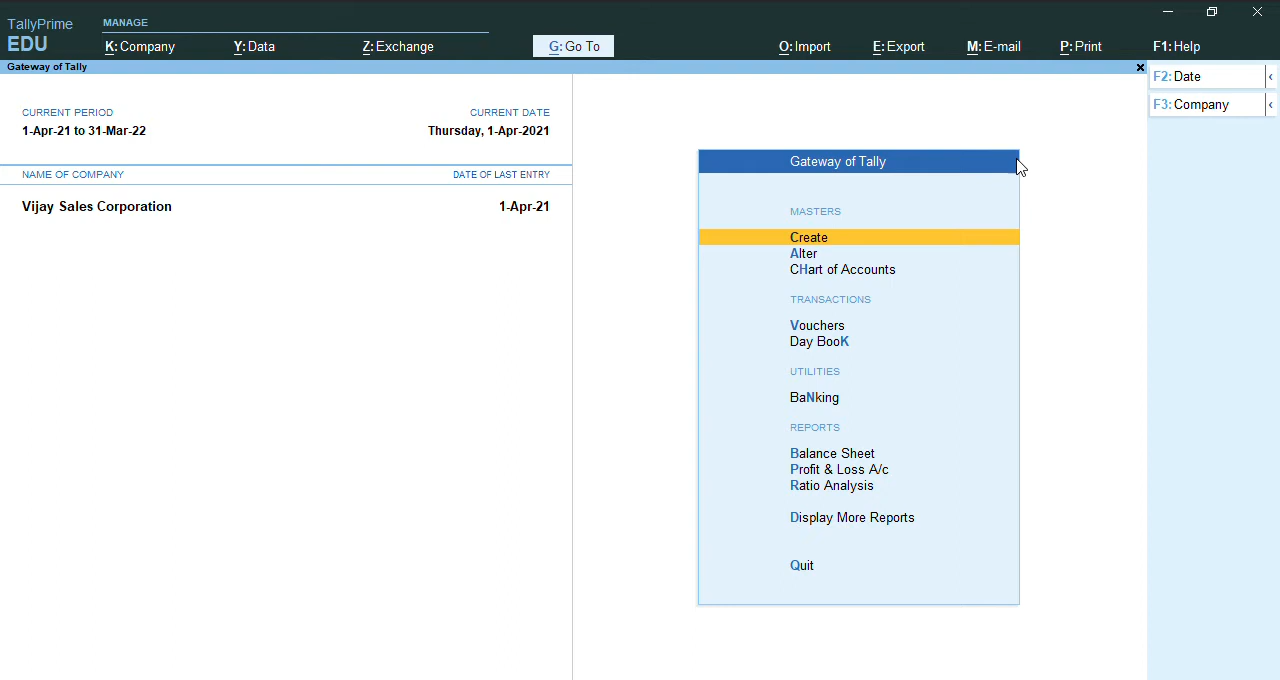 TallyPrime
EDU
MANAGE
K: Company Y: Data Z: Exchange G: Go To O: Import E: Export M: E-mail P: Print F1: Help
Gateway of Tally
F2: Date
F3: Company
CURRENT PERIOD CURRENT DATE
1-Apr-21 to 31-Mar-22 Thursday, 1-Apr-2021
NAME OF COMPANY DATE OF LAST ENTRY
Vijay Sales Corporation 1-Apr-21
Gateway of Tally
MASTERS
Create
Alter
CHart of Accounts
TRANSACTIONS
Vouchers
Day BooK
UTILITIES
BaNking
REPORTS
Balance Sheet
Profit & Loss A/c
Ratio Analysis
Display More Reports
Quit